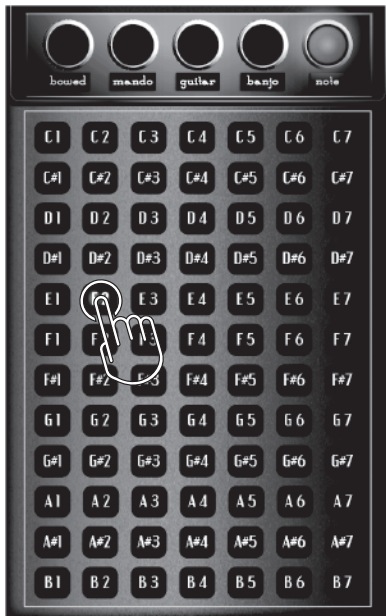 bowed mando guitar banjo note
C1 C2 C3 C4 C5 C6 C7
C#1 C#2 C#3 C#4 C#5 C#6 C#7
D1 D2 D3 D4 D5 D6 D7
D#1 D#2 D#3 D#4 D#5 D#6 D#7
E1 E3 E4 E5 E6 E7
F1 F4 F5 F6 F7
F#1 F#2 F#3 F#4 F#5 F#6 F#7
G1 G2 G3 G4 G5 G6 G7
G#1 G#2 G#3 G#4 G#5 G#6 G#7
A1 A2 A3 A4 A5 A6 A7
A#1 A#2 A#3 A#4 A#5 A#6 A#7
B1 B2 B3 B4 B5 B6 B7